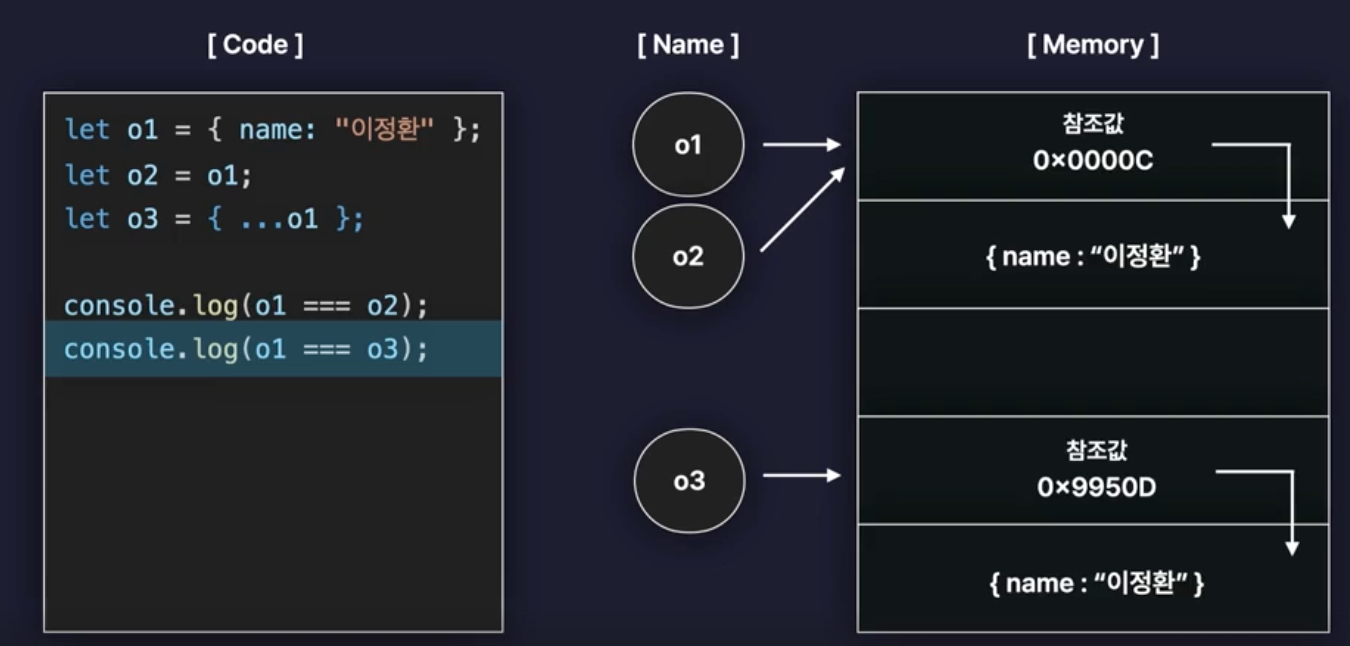 [ Code ]
[ Name ]
[ Memory ]
let o1 = { name: "이정환" };
let o2 = o1;
let o3 = { ...o1 };
console.log(o1 === o2);
console.log(o1 === o3);
o1
o2
o3
참조값
0×0000C
{ name : “이정환” }
참조값
0×9950D
{ name : “이정환” }